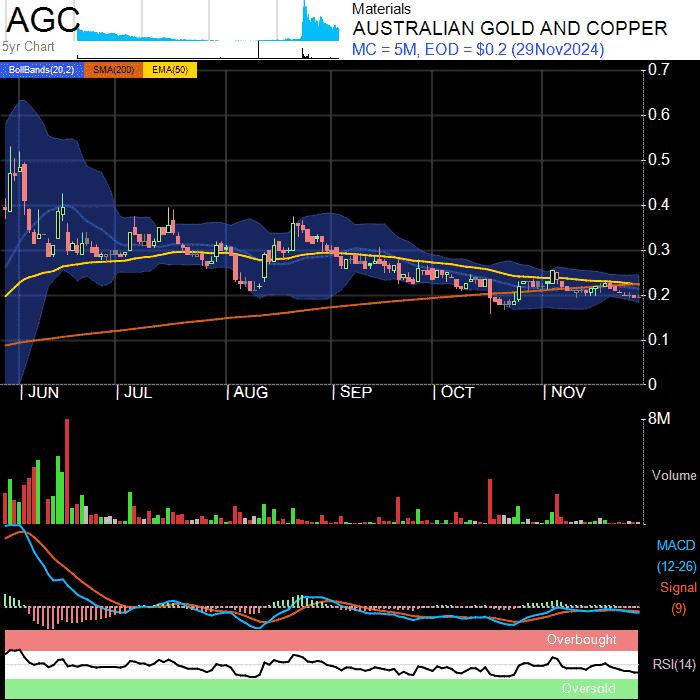 AGC
5yr Chart
Materials
AUSTRALIAN GOLD AND COPPER
MC = 5M, EOD = $0.2 (29Nov2024)
BollBands(20,2) SMA(200) EMA(50)
0.7
0.6
0.5
0.4
0.3
0.2
0.1
0
| JUN | JUL | AUG | SEP | OCT | NOV
8M
Volume
MACD
(12-26)
Signal
(9)
Overbought
RSI(14)
Oversold